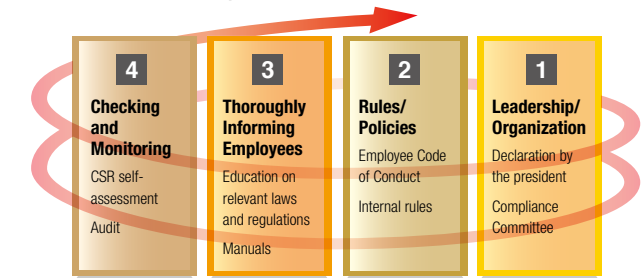 4
Checking
and
Monitoring
CSR self-
assessment
Audit
3
Thoroughly
Informing
Employees
Education on
relevant laws
and regulations
Manuals
2
Rules/
Policies
Employee Code
of Conduct
Internal rules
1
Leadership/
Organization
Declaration by
the president
Compliance
Committee